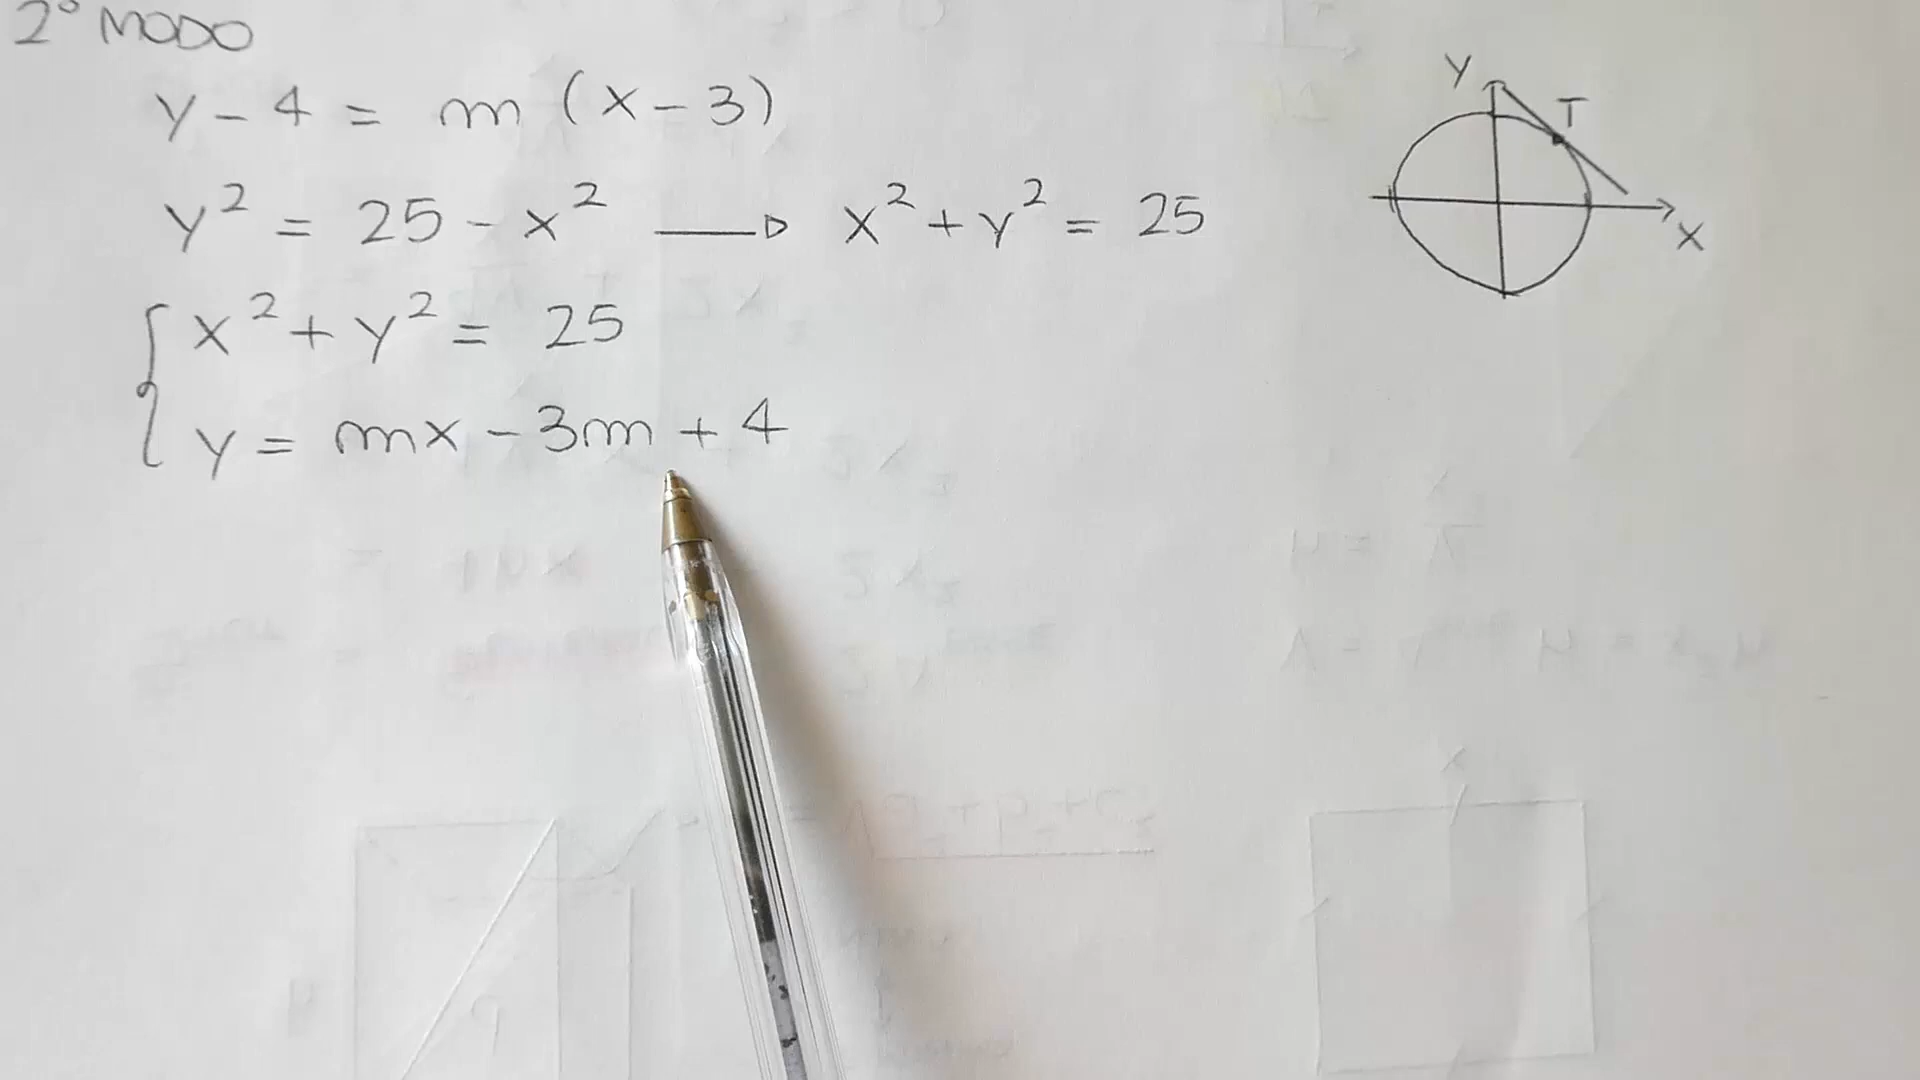 2° MODO
y - 4 = m (x - 3)
y² = 25 - x² → x² + y² = 25
x² + y² = 25
y = mx - 3m + 4
y
T
x